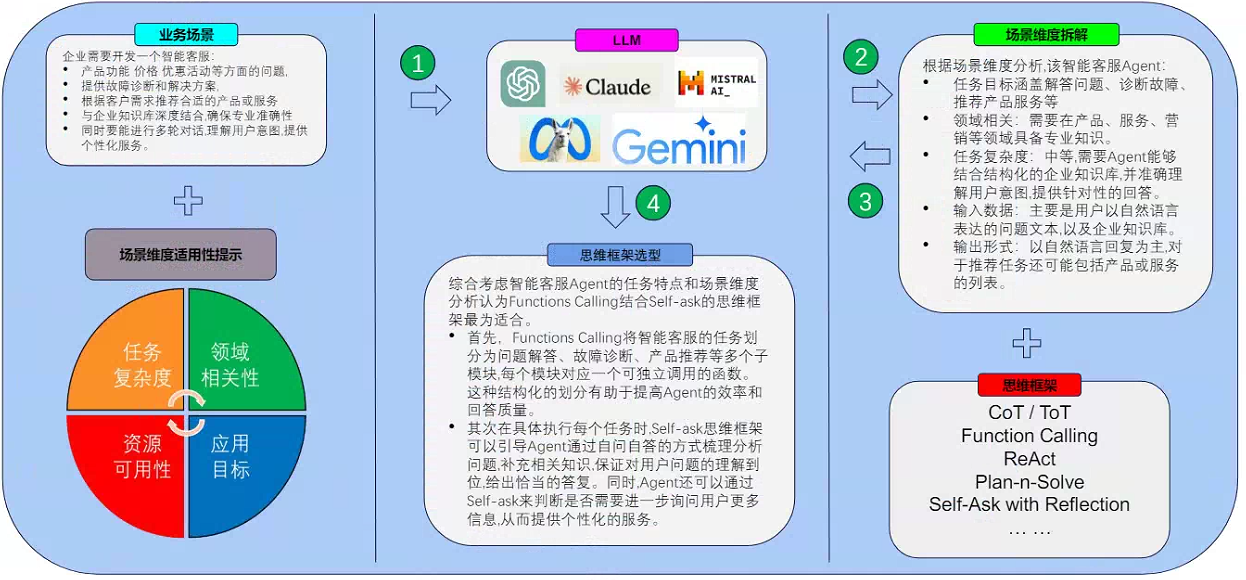 业务场景
企业需要开发一个智能客服：
• 产品功能 价格 优惠活动等方面的问题,
• 提供故障诊断和解决方案,
• 根据客户需求推荐合适的产品或服务
• 与企业知识库深度结合,确保专业准确性
• 同时要能进行多轮对话,理解用户意图,提供
个性化服务。
场景维度适用性提示
任务
复杂度
领域
相关性
资源
可用性
应用
目标
1
LLM
Claude
MISTRAL
AI_
Gemini
4
思维框架选型
综合考虑智能客服Agent的任务特点和场景维度
分析认为Functions Calling结合Self-ask的思维框
架最为适合。
• 首先，Functions Calling将智能客服的任务划
分为问题解答、故障诊断、产品推荐等多个子
模块,每个模块对应一个可独立调用的函数。
这种结构化的划分有助于提高Agent的效率和
回答质量。
• 其次在具体执行每个任务时,Self-ask思维框架
可以引导Agent通过自问自答的方式梳理分析
问题,补充相关知识,保证对用户问题的理解到
位,给出恰当的答复。同时,Agent还可以通过
Self-ask来判断是否需要进一步询问用户更多
信息,从而提供个性化的服务。
2
3
场景维度拆解
根据场景维度分析,该智能客服Agent：
• 任务目标涵盖解答问题、诊断故障、
推荐产品服务等
• 领域相关：需要在产品、服务、营
销等领域具备专业知识。
• 任务复杂度：中等,需要Agent能够
结合结构化的企业知识库,并准确理
解用户意图,提供针对性的回答。
• 输入数据：主要是用户以自然语言
表达的问题文本,以及企业知识库。
• 输出形式：以自然语言回复为主,对
于推荐任务还可能包括产品或服务
的列表。
思维框架
CoT / ToT
Function Calling
ReAct
Plan-n-Solve
Self-Ask with Reflection
… …